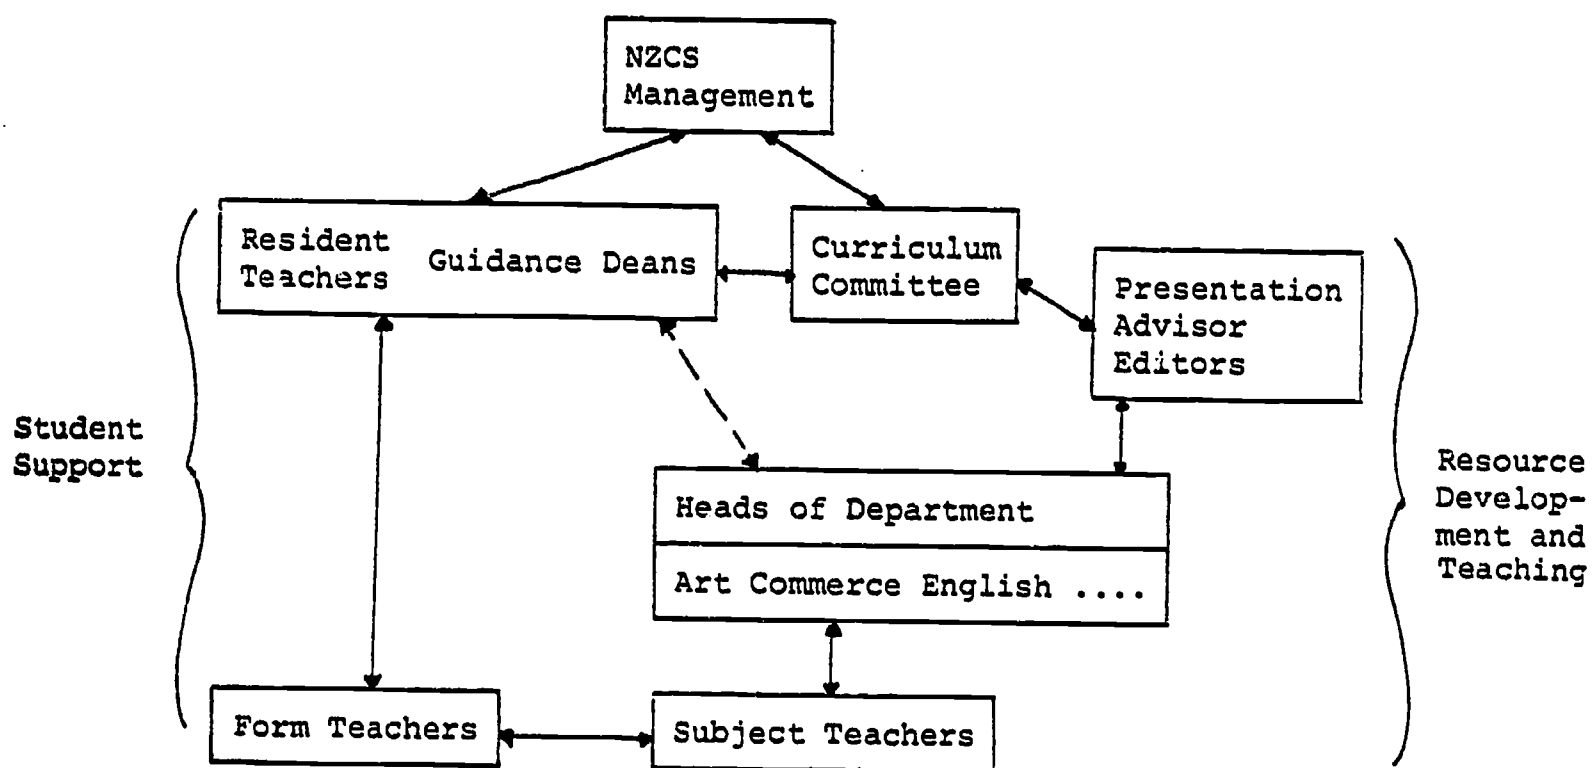 NZCS
Management
Resident
Teachers
Guidance Deans
Curriculum
Committee
Presentation
Advisor
Editors
Student
Support
Heads of Department
Art Commerce English ....
Resource
Develop-
ment and
Teaching
Form Teachers
Subject Teachers